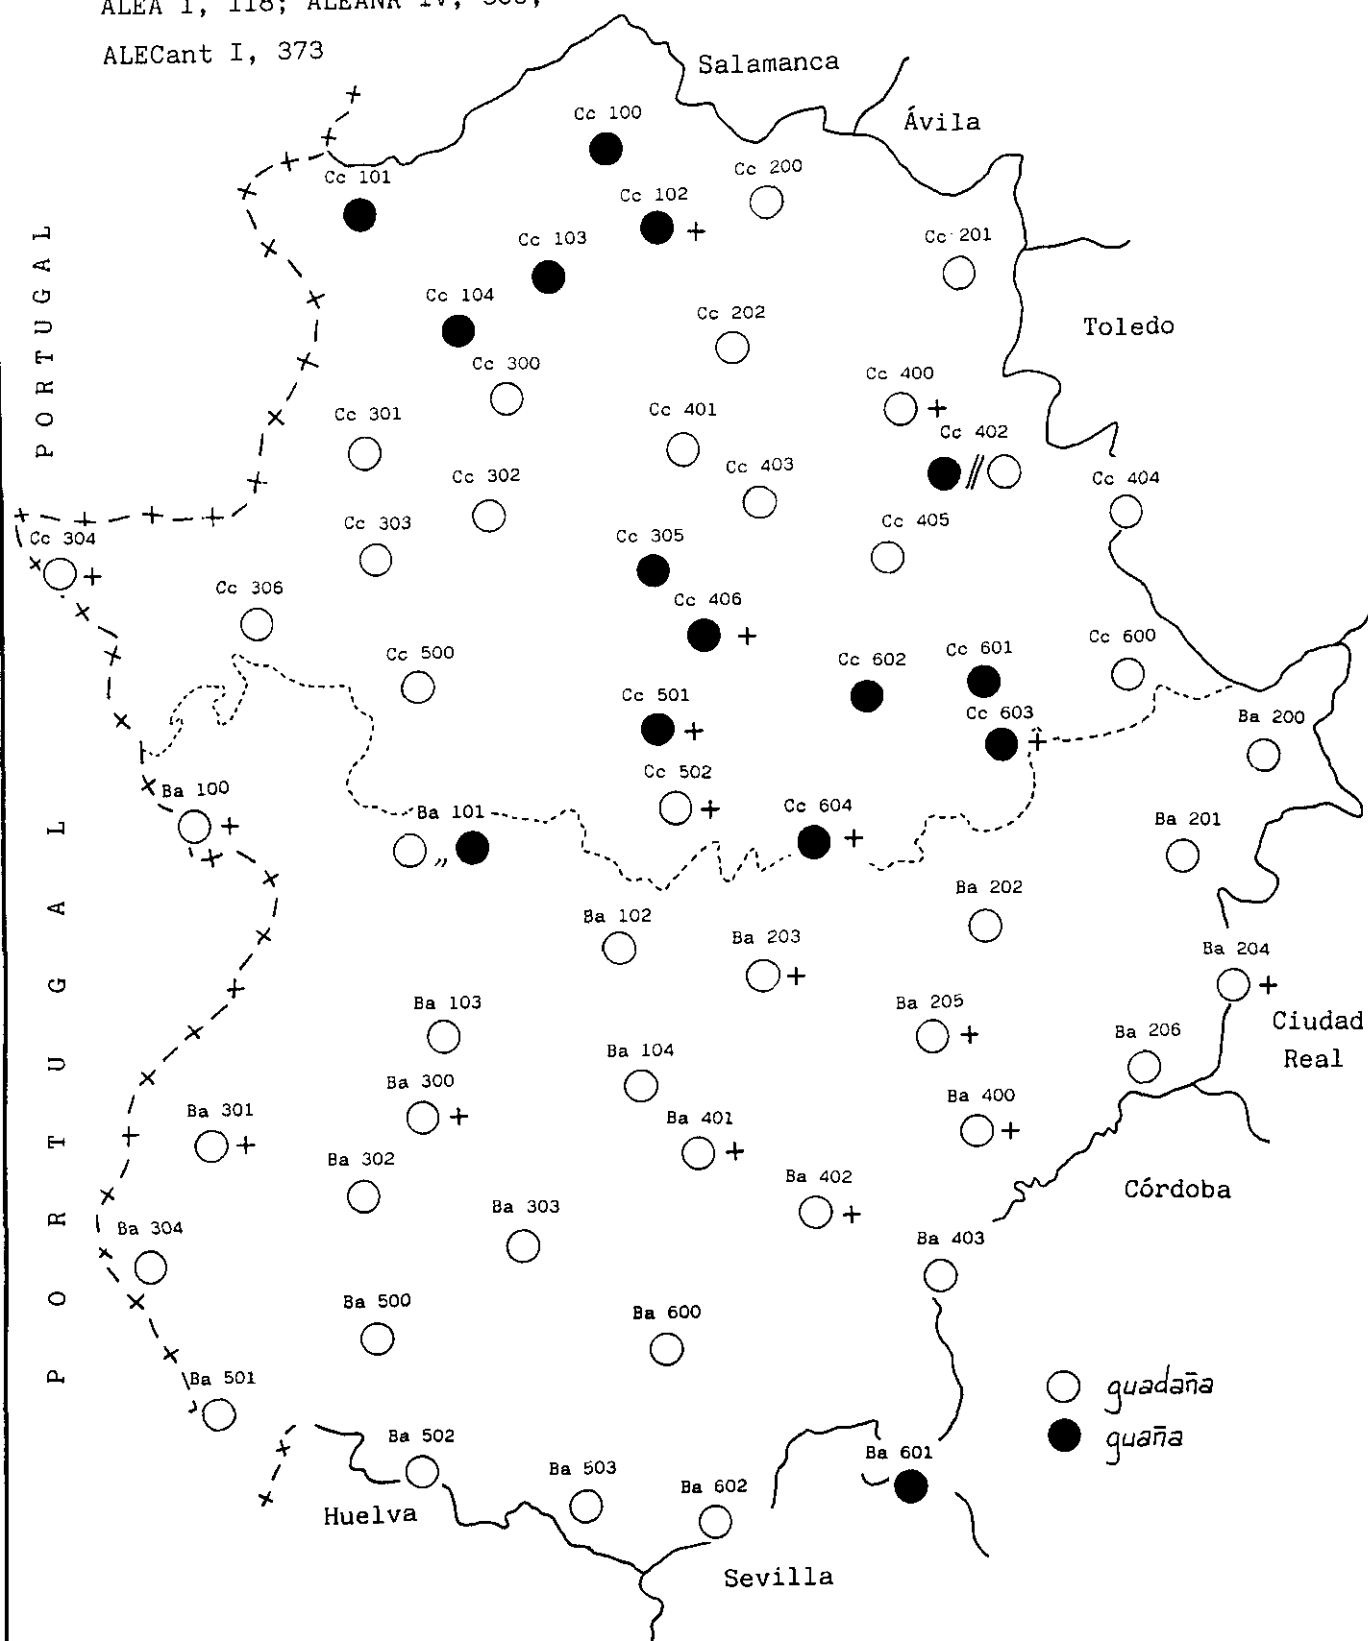 ALECant I, 373
Salamanca
Ávila
Cc 100
Cc 200
Cc 101
Cc 102
Cc 201
Cc 103
PORTUGAL
Cc 104
Cc 202
Toledo
Cc 300
Cc 400
Cc 301
Cc 401
Cc 402
//
Cc 302
Cc 403
Cc 404
Cc 303
Cc 405
Cc 304
Cc 305
Cc 306
Cc 406
Cc 500
Cc 602
Cc 601
Cc 600
Cc 501
Cc 603
Ba 200
Cc 502
Ba 100
Ba 101
„
Cc 604
Ba 201
PORTUGAL
Ba 102
Ba 202
Ba 203
Ba 204
Ba 103
Ba 205
Ciudad
Real
Ba 104
Ba 206
Ba 300
Ba 301
Ba 401
Ba 400
Ba 302
Ba 402
Córdoba
Ba 303
Ba 304
Ba 403
Ba 500
Ba 600
Ba 501
guadaña
guaña
Ba 502
Ba 503
Ba 602
Ba 601
Huelva
Sevilla